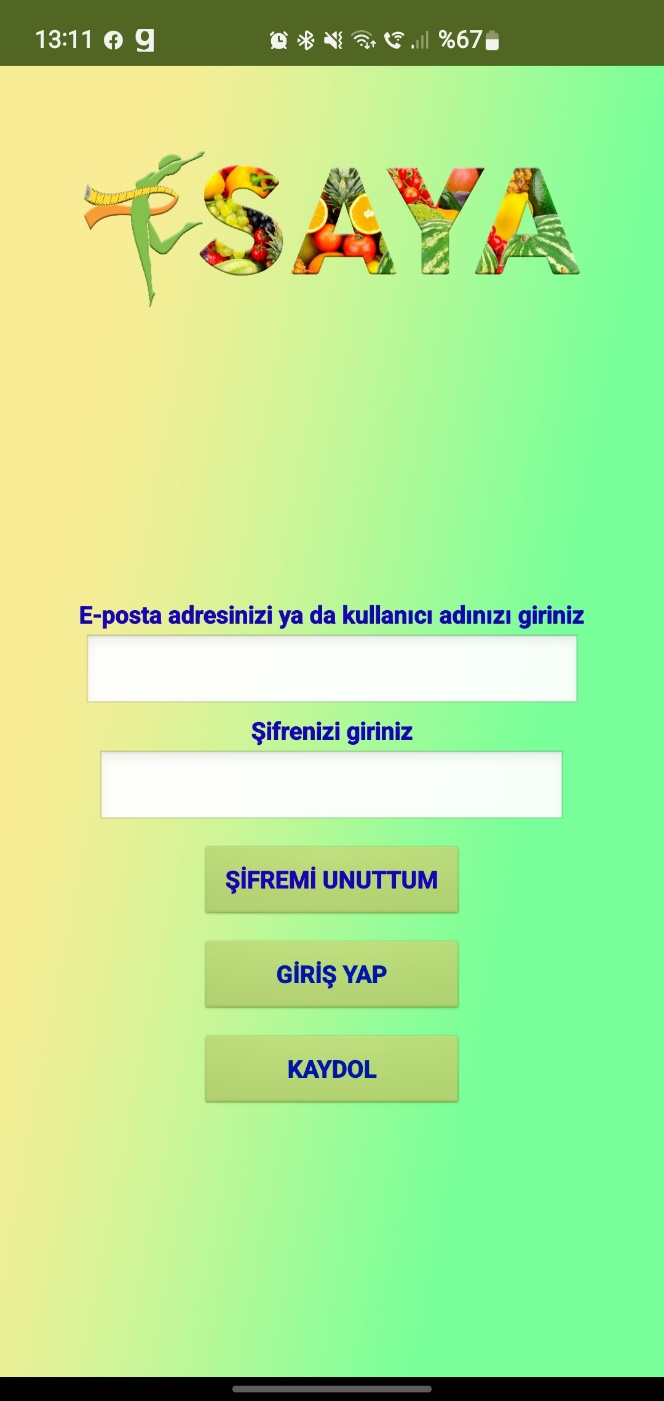 13:11 %67
SAYA
E-posta adresinizi ya da kullanıcı adınızı giriniz
Şifrenizi giriniz
ŞİFREMİ UNUTTUM
GİRİŞ YAP
KAYDOL